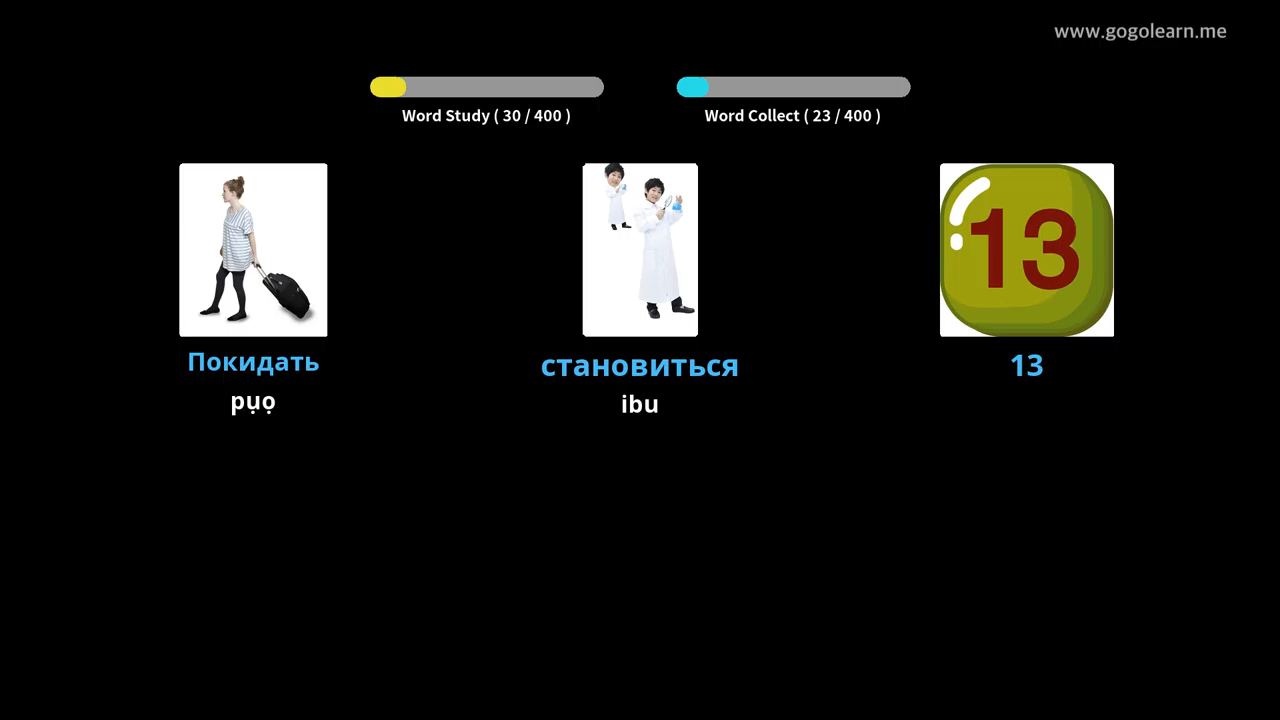 www.gogolearn.me
Word Study ( 30 / 400 )
Word Collect ( 23 / 400 )
13
Покидать
становиться
13
pụọ
ibu